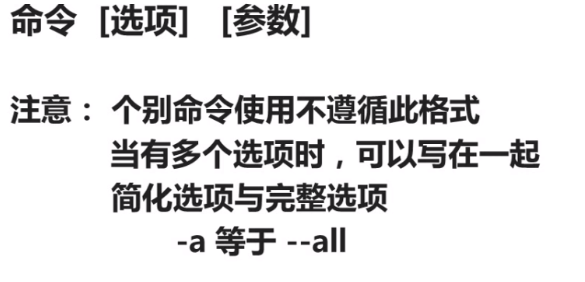 命令 [选项] [参数]
注意： 个别命令使用不遵循此格式
当有多个选项时，可以写在一起
简化选项与完整选项
-a 等于 --all